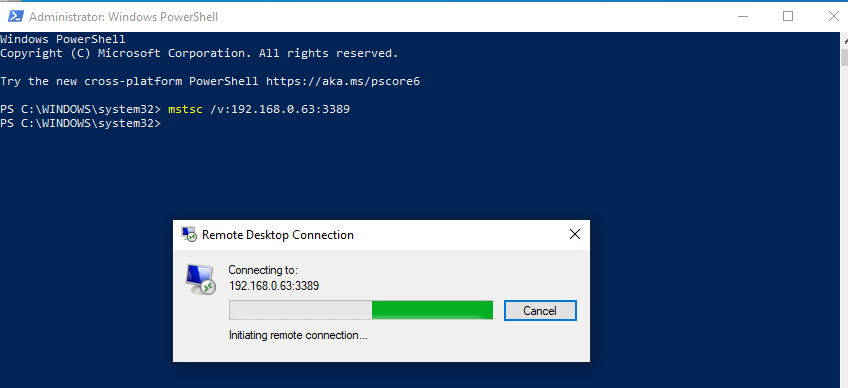 Administrator: Windows PowerShell
Windows PowerShell
Copyright (C) Microsoft Corporation. All rights reserved.
Try the new cross-platform PowerShell https://aka.ms/pscore6
PS C:\WINDOWS\system32> mstsc /v:192.168.0.63:3389
PS C:\WINDOWS\system32>
Remote Desktop Connection
Connecting to:
192.168.0.63:3389
Cancel
Initiating remote connection...